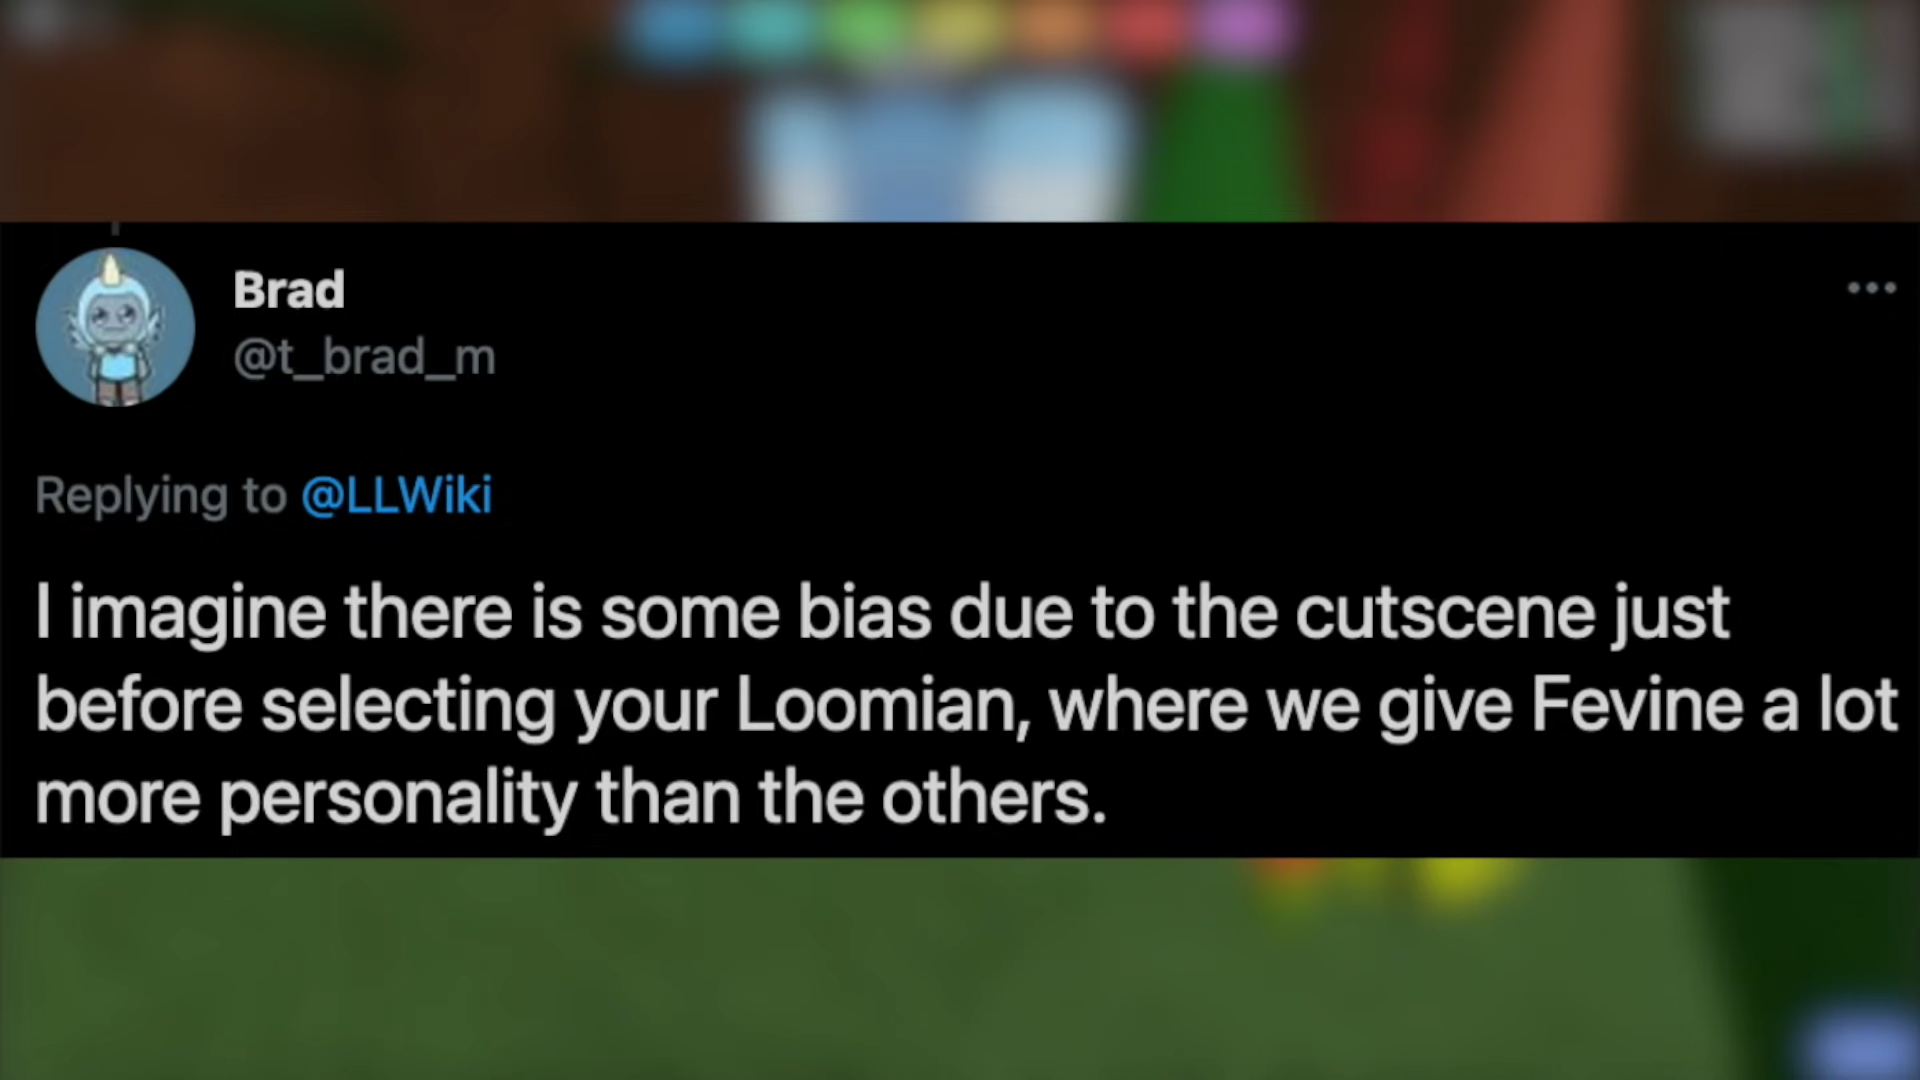 Brad
@t_brad_m
Replying to @LLWiki
I imagine there is some bias due to the cutscene just
before selecting your Loomian, where we give Fevine a lot
more personality than the others.